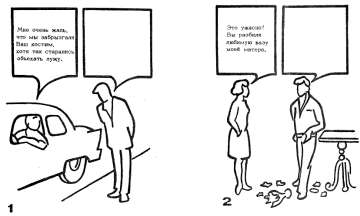 Мне очень жаль,
что мы забрызгали
Ваш костюм,
хотя так старались
объехать лужу.
Это ужасно!
Вы разбили
любимую вазу
моей матери.
1
2